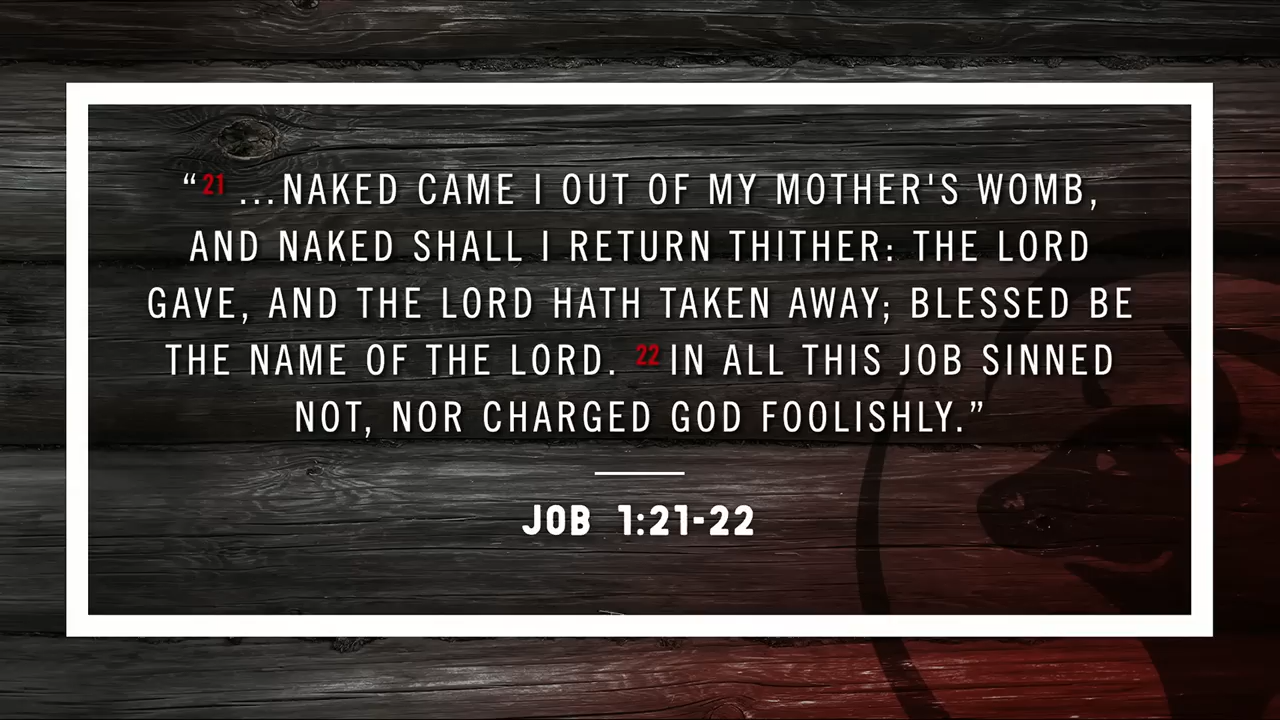 “21 ...NAKED CAME I OUT OF MY MOTHER'S WOMB,
AND NAKED SHALL I RETURN THITHER: THE LORD
GAVE, AND THE LORD HATH TAKEN AWAY; BLESSED BE
THE NAME OF THE LORD. 22 IN ALL THIS JOB SINNED
NOT, NOR CHARGED GOD FOOLISHLY.”
JOB 1:21-22